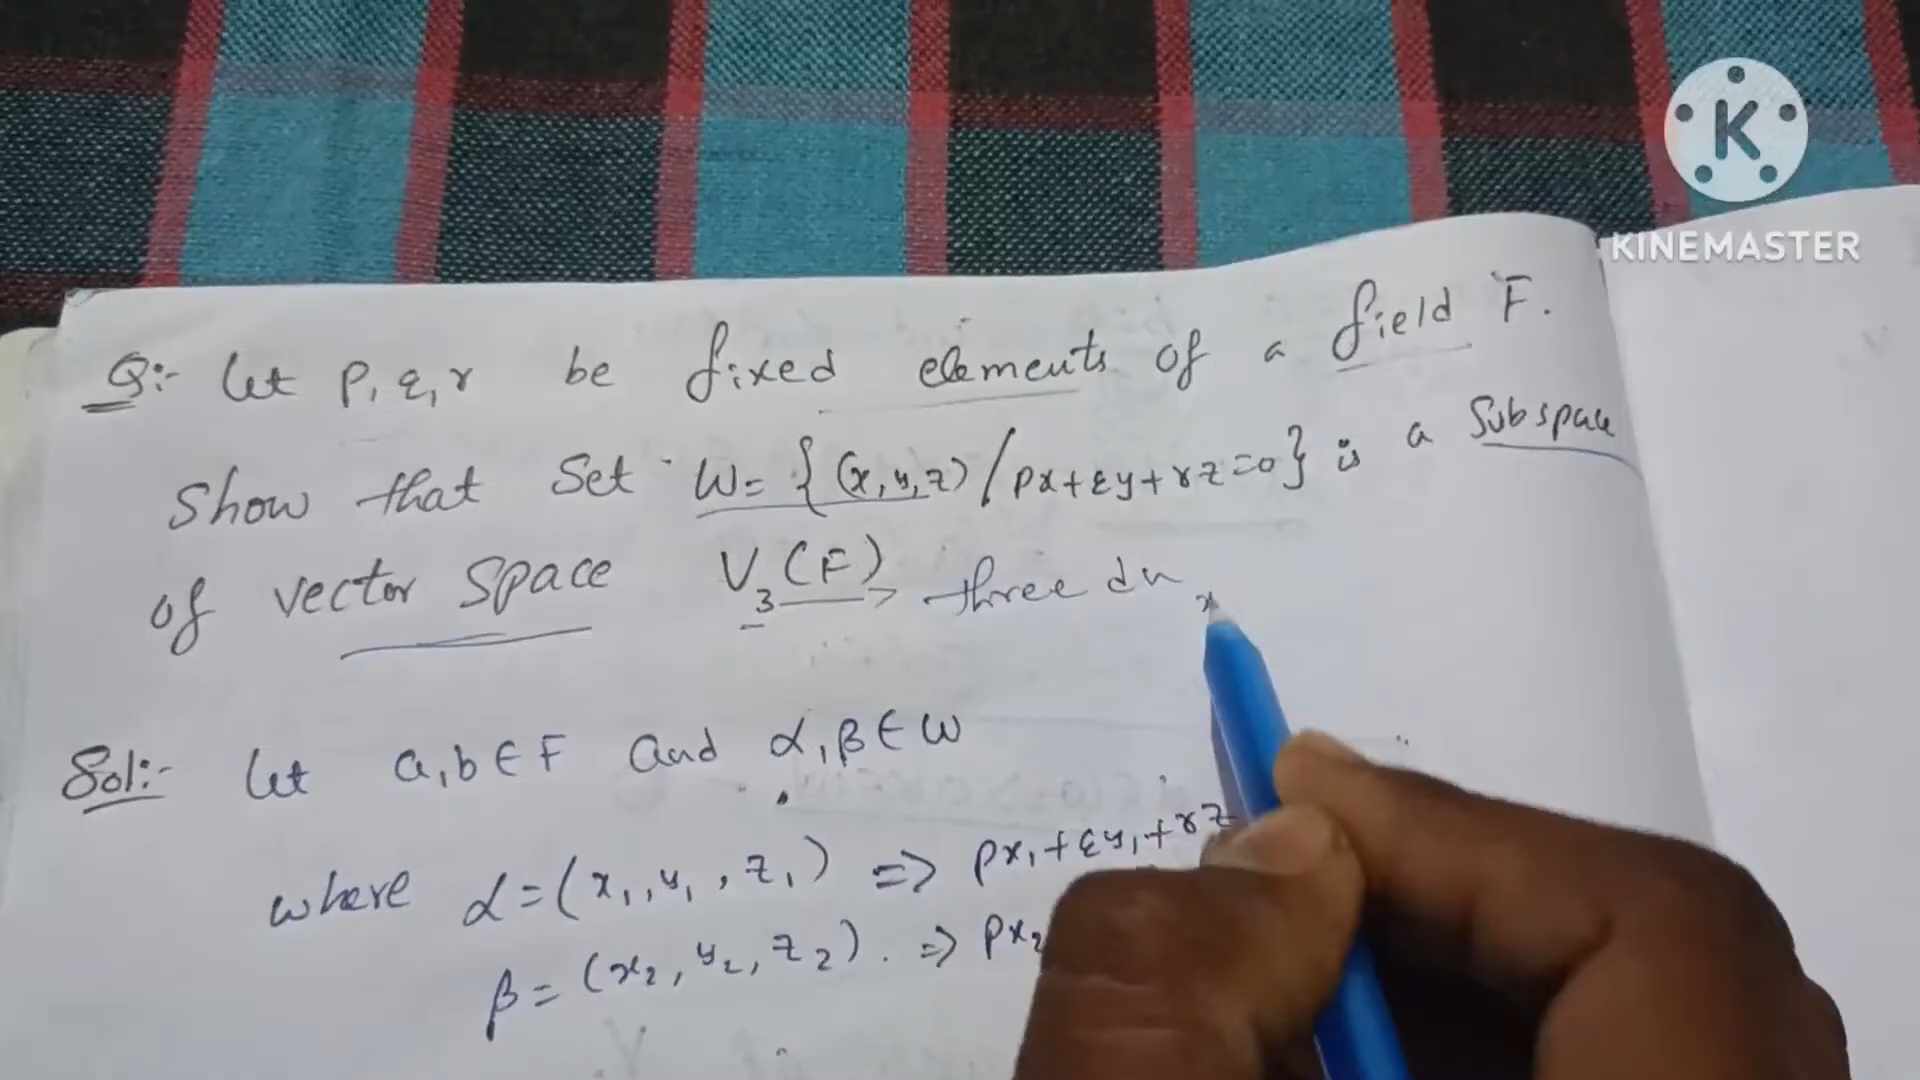 K
KINEMASTER
Q:- Let p, q, r be fixed elements of a field F.
Show that Set W = {(x, y, z) / px+qy+rz=0} is a Subspace
of vector Space V₃(F) → three
Sol:- Let a, b ∈ F and α, β ∈ W
where α = (x₁, y₁, z₁) => px₁+qy₁+rz
β = (x₂, y₂, z₂). => px₂